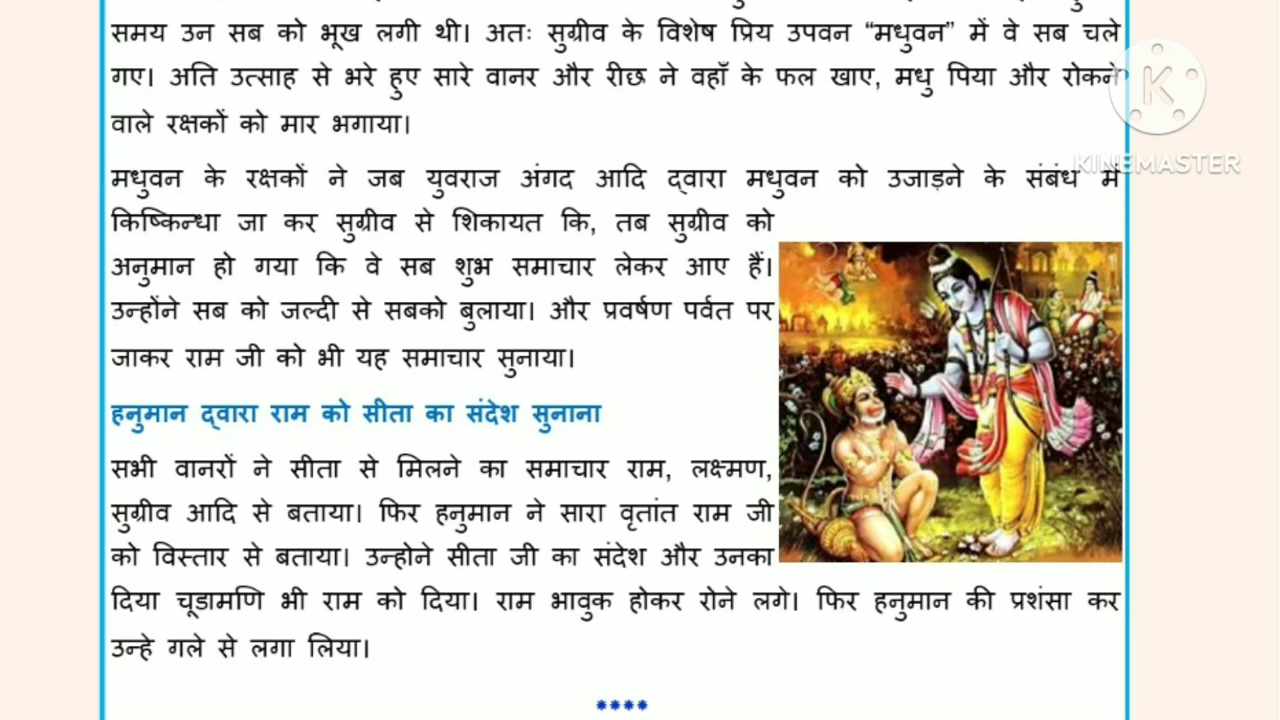 समय उन सब को भूख लगी थी। अतः सुग्रीव के विशेष प्रिय उपवन “मधुवन” में वे सब चले
गए। अति उत्साह से भरे हुए सारे वानर और रीछ ने वहाँ के फल खाए, मधु पिया और रोकने
वाले रक्षकों को मार भगाया।
मधुवन के रक्षकों ने जब युवराज अंगद आदि द्वारा मधुवन को उजाड़ने के संबंध में
किष्किन्धा जा कर सुग्रीव से शिकायत कि, तब सुग्रीव को
अनुमान हो गया कि वे सब शुभ समाचार लेकर आए हैं।
उन्होंने सब को जल्दी से सबको बुलाया। और प्रवर्षण पर्वत पर
जाकर राम जी को भी यह समाचार सुनाया।
हनुमान द्वारा राम को सीता का संदेश सुनाना
सभी वानरों ने सीता से मिलने का समाचार राम, लक्ष्मण,
सुग्रीव आदि से बताया। फिर हनुमान ने सारा वृतांत राम जी
को विस्तार से बताया। उन्होने सीता जी का संदेश और उनका
दिया चूडामणि भी राम को दिया। राम भावुक होकर रोने लगे। फिर हनुमान की प्रशंसा कर
उन्हे गले से लगा लिया।
****
K
KINEMASTER